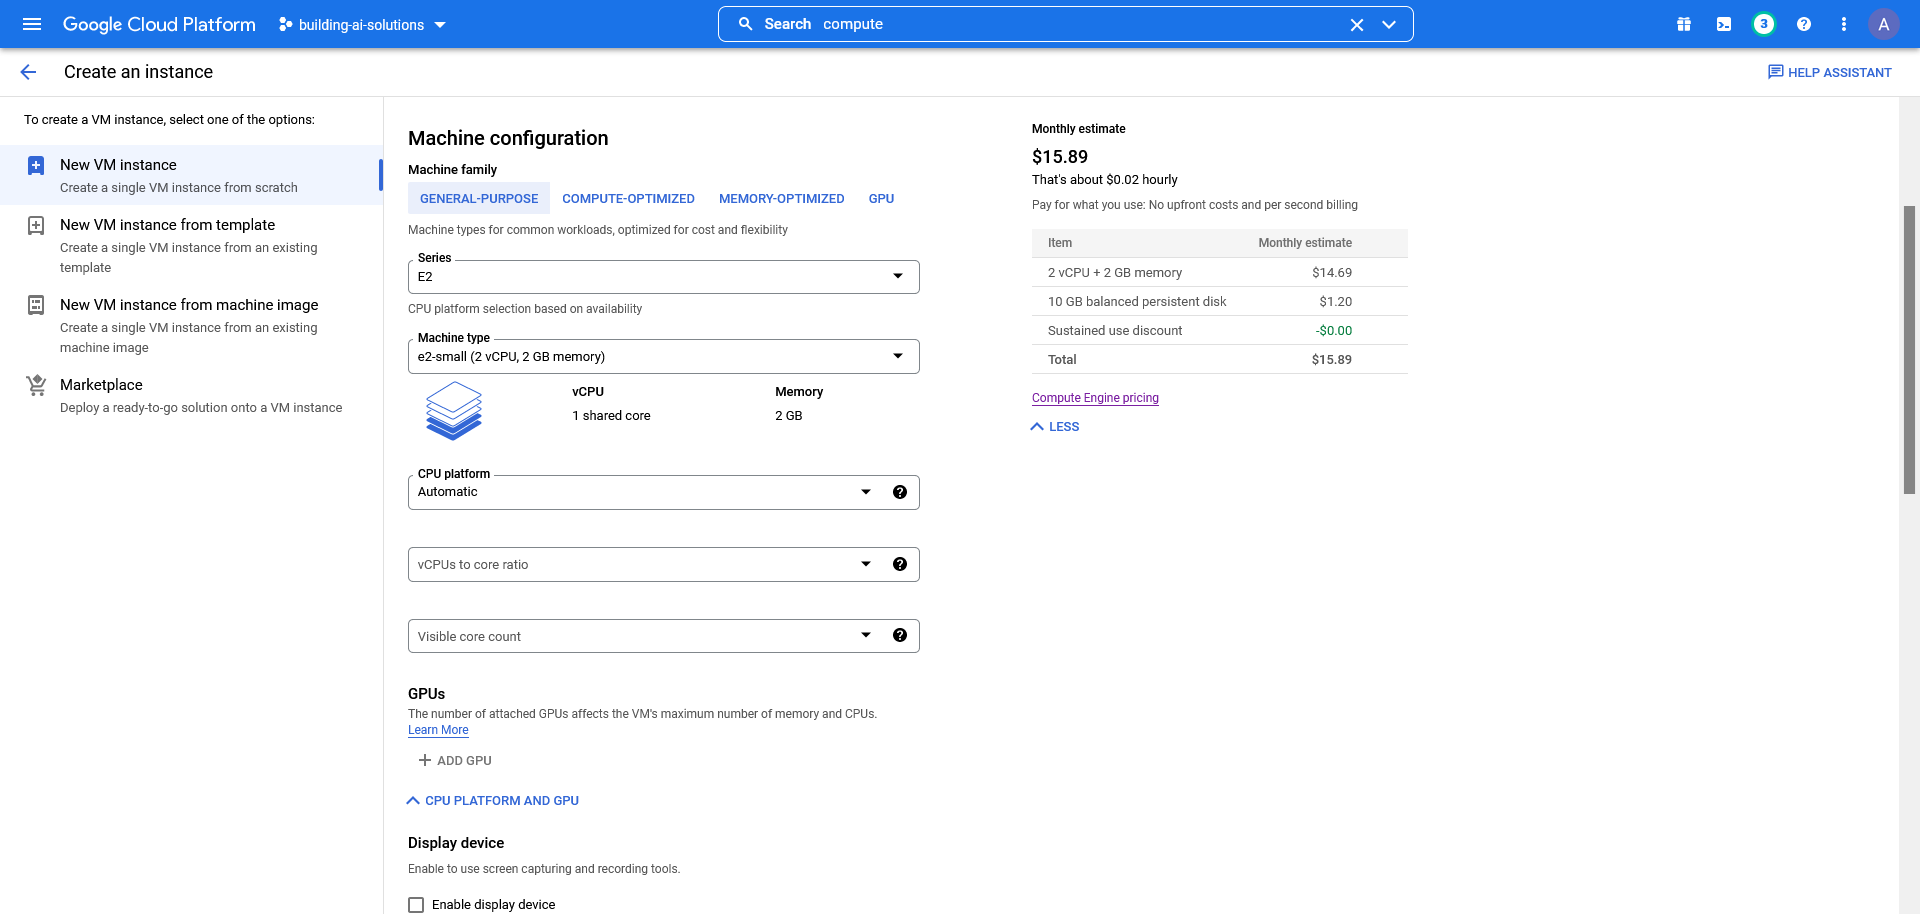 Google Cloud Platform
building-ai-solutions
Search compute
3
A
Create an instance
HELP ASSISTANT
To create a VM instance, select one of the options:
New VM instance
Create a single VM instance from scratch
New VM instance from template
Create a single VM instance from an existing
template
New VM instance from machine image
Create a single VM instance from an existing
machine image
Marketplace
Deploy a ready-to-go solution onto a VM instance
Machine configuration
Machine family
GENERAL-PURPOSE COMPUTE-OPTIMIZED MEMORY-OPTIMIZED GPU
Machine types for common workloads, optimized for cost and flexibility
Series
E2
CPU platform selection based on availability
Machine type
e2-small (2 vCPU, 2 GB memory)
vCPU Memory
1 shared core 2 GB
CPU platform
Automatic
vCPUs to core ratio
Visible core count
GPUs
The number of attached GPUs affects the VM's maximum number of memory and CPUs.
Learn More
ADD GPU
CPU PLATFORM AND GPU
Display device
Enable to use screen capturing and recording tools.
Enable display device
Monthly estimate
$15.89
That's about $0.02 hourly
Pay for what you use: No upfront costs and per second billing
Item Monthly estimate
2 vCPU + 2 GB memory $14.69
10 GB balanced persistent disk $1.20
Sustained use discount -$0.00
Total $15.89
Compute Engine pricing
LESS